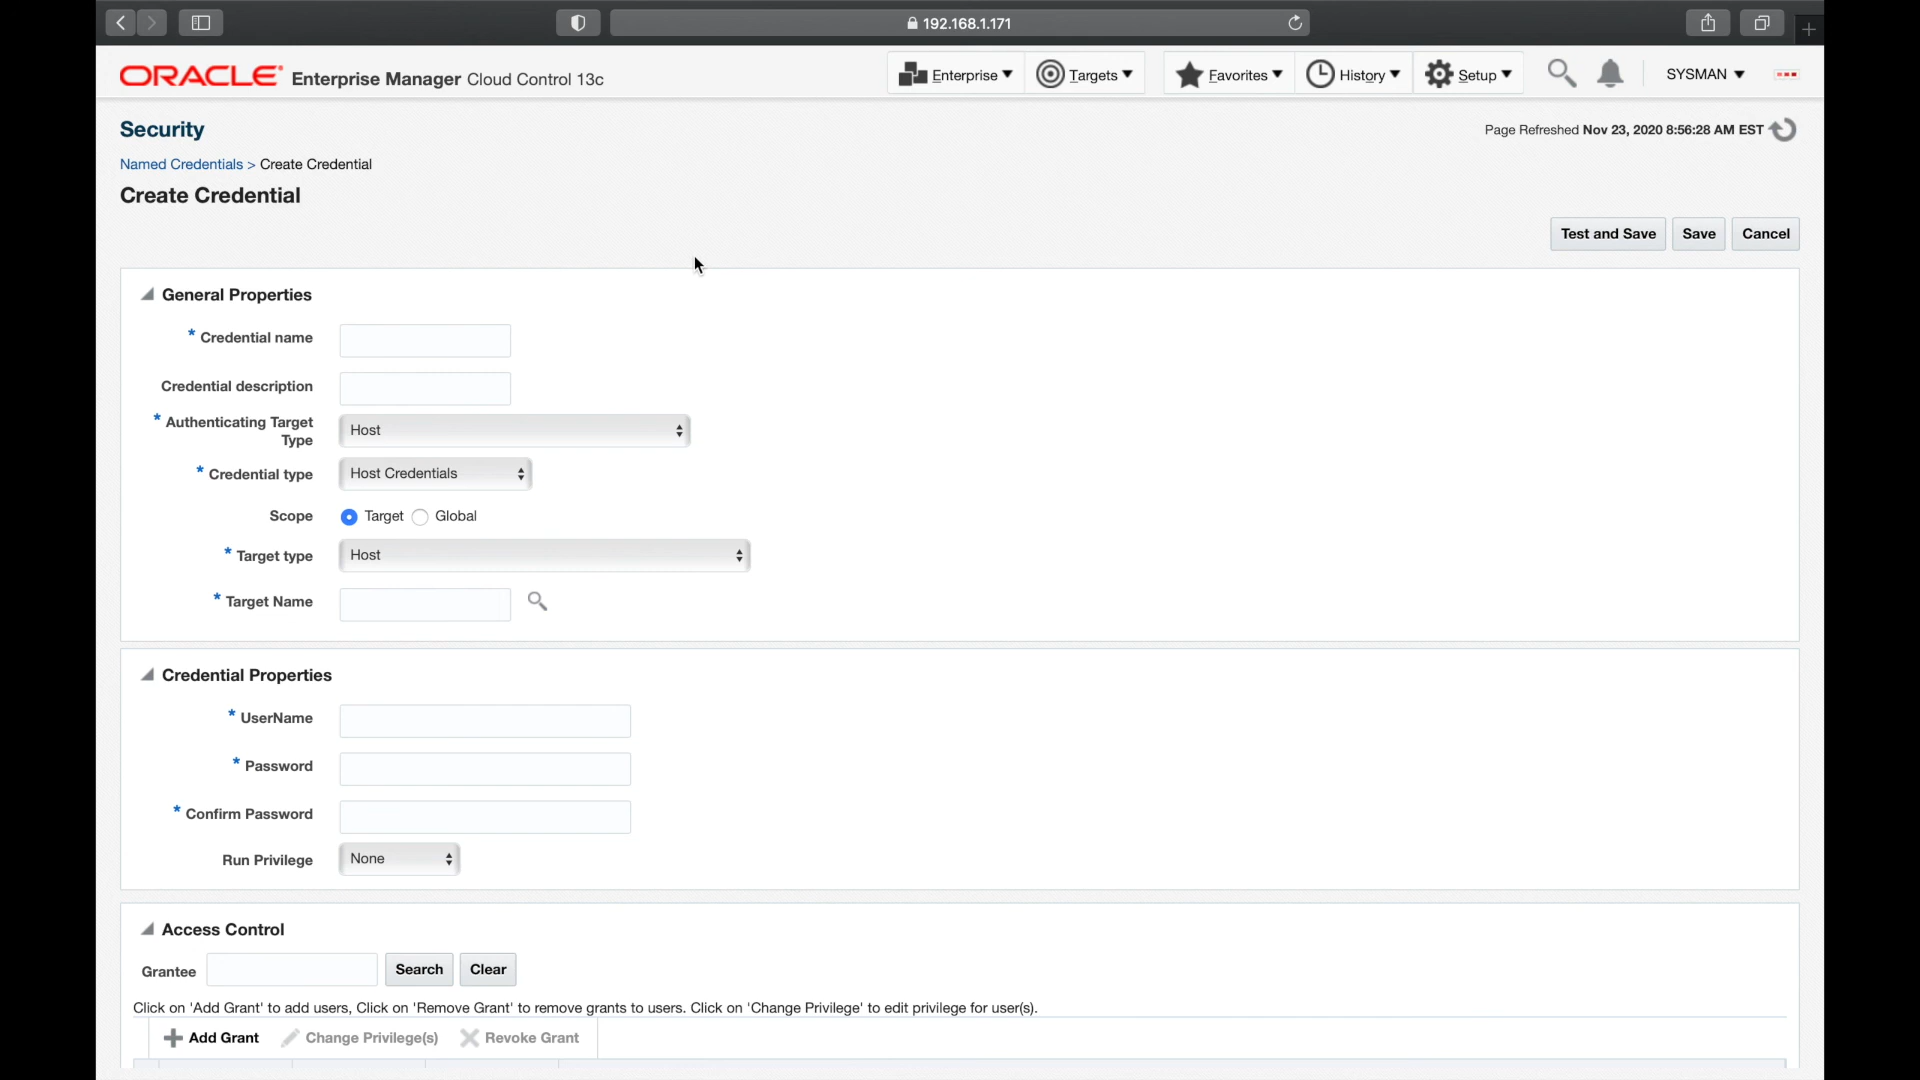 192.168.1.171
ORACLE Enterprise Manager Cloud Control 13c
Enterprise Targets Favorites History Setup SYSMAN
Security
Page Refreshed Nov 23, 2020 8:56:28 AM EST
Named Credentials > Create Credential
Create Credential
Test and Save Save Cancel
General Properties
* Credential name
Credential description
* Authenticating Target
Type
Host
* Credential type Host Credentials
Scope Target Global
* Target type Host
* Target Name
Credential Properties
* UserName
* Password
* Confirm Password
Run Privilege None
Access Control
Grantee Search Clear
Click on 'Add Grant' to add users, Click on 'Remove Grant' to remove grants to users. Click on 'Change Privilege' to edit privilege for user(s).
Add Grant Change Privilege(s) Revoke Grant